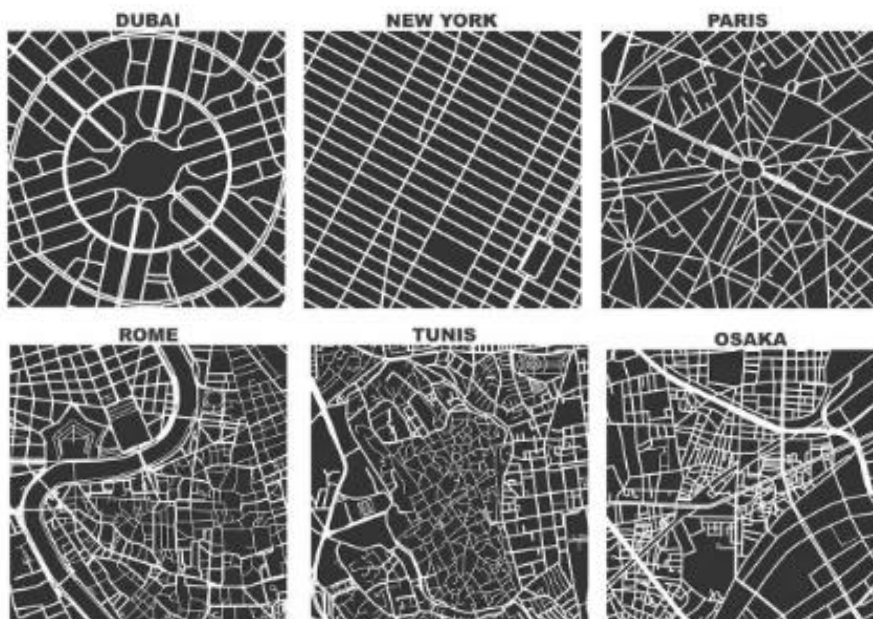 DUBAI
NEW YORK
PARIS
ROME
TUNIS
OSAKA